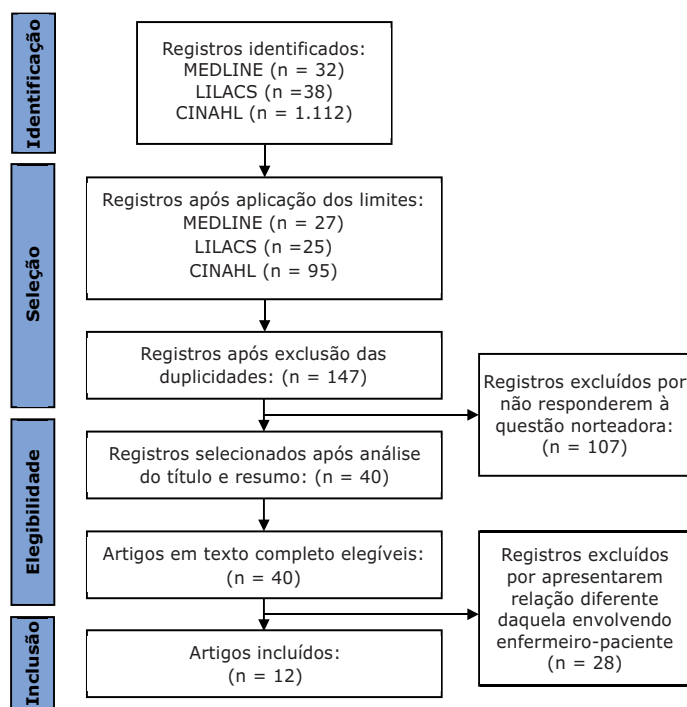 Identificação
Registros identificados:
MEDLINE (n = 32)
LILACS (n =38)
CINAHL (n = 1.112)
Seleção
Registros após aplicação dos limites:
MEDLINE (n = 27)
LILACS (n =25)
CINAHL (n = 95)
Registros após exclusão das
duplicidades: (n = 147)
Registros excluídos por
não responderem à
questão norteadora:
(n = 107)
Elegibilidade
Registros selecionados após análise
do título e resumo: (n = 40)
Artigos em texto completo elegíveis:
(n = 40)
Registros excluídos
por apresentarem
relação diferente
daquela envolvendo
enfermeiro-paciente
(n = 28)
Inclusão
Artigos incluídos:
(n = 12)